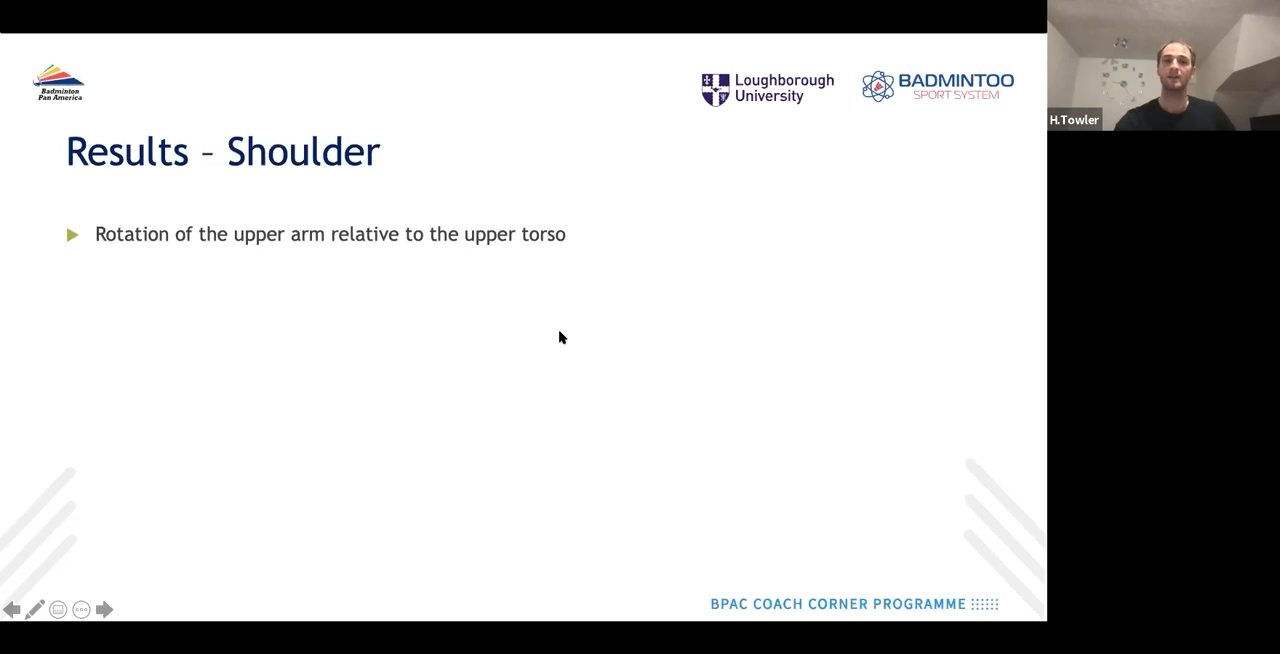 Badminton
Pan America
Loughborough
University
BADMINTOO
SPORT SYSTEM
H.Towler
Results – Shoulder
Rotation of the upper arm relative to the upper torso
BPAC COACH CORNER PROGRAMME